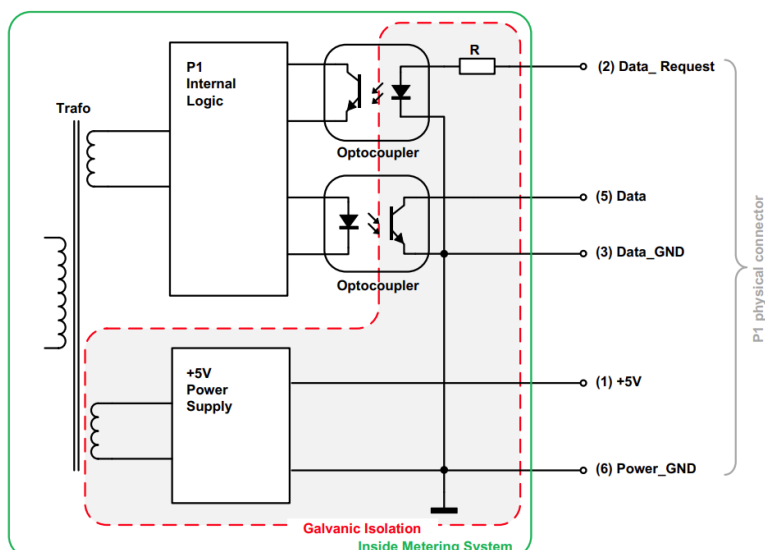 P1
Internal
Logic
R
(2) Data_ Request
Trafo
Optocoupler
(5) Data
(3) Data_GND
Optocoupler
P1 physical connector
+5V
Power
Supply
(1) +5V
(6) Power_GND
Galvanic Isolation
Inside Metering System